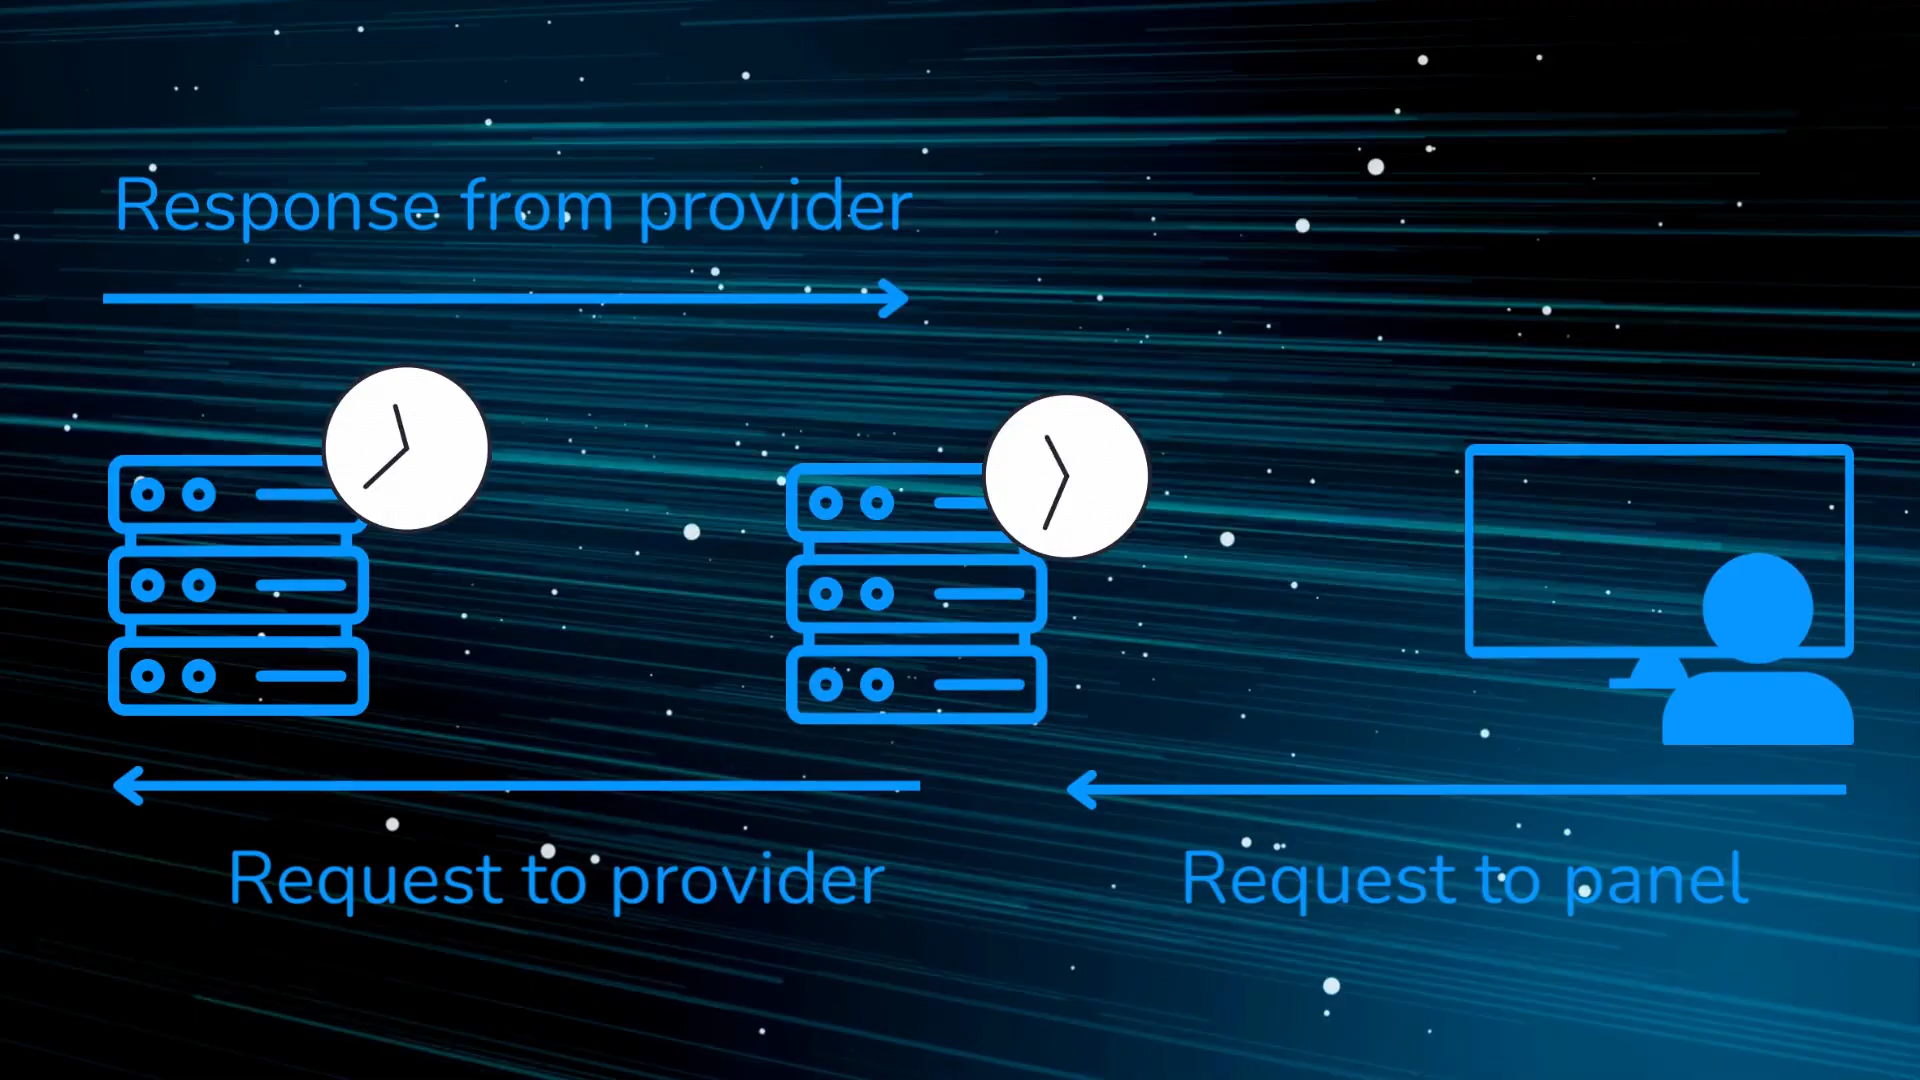 Response from provider
Request to provider
Request to panel